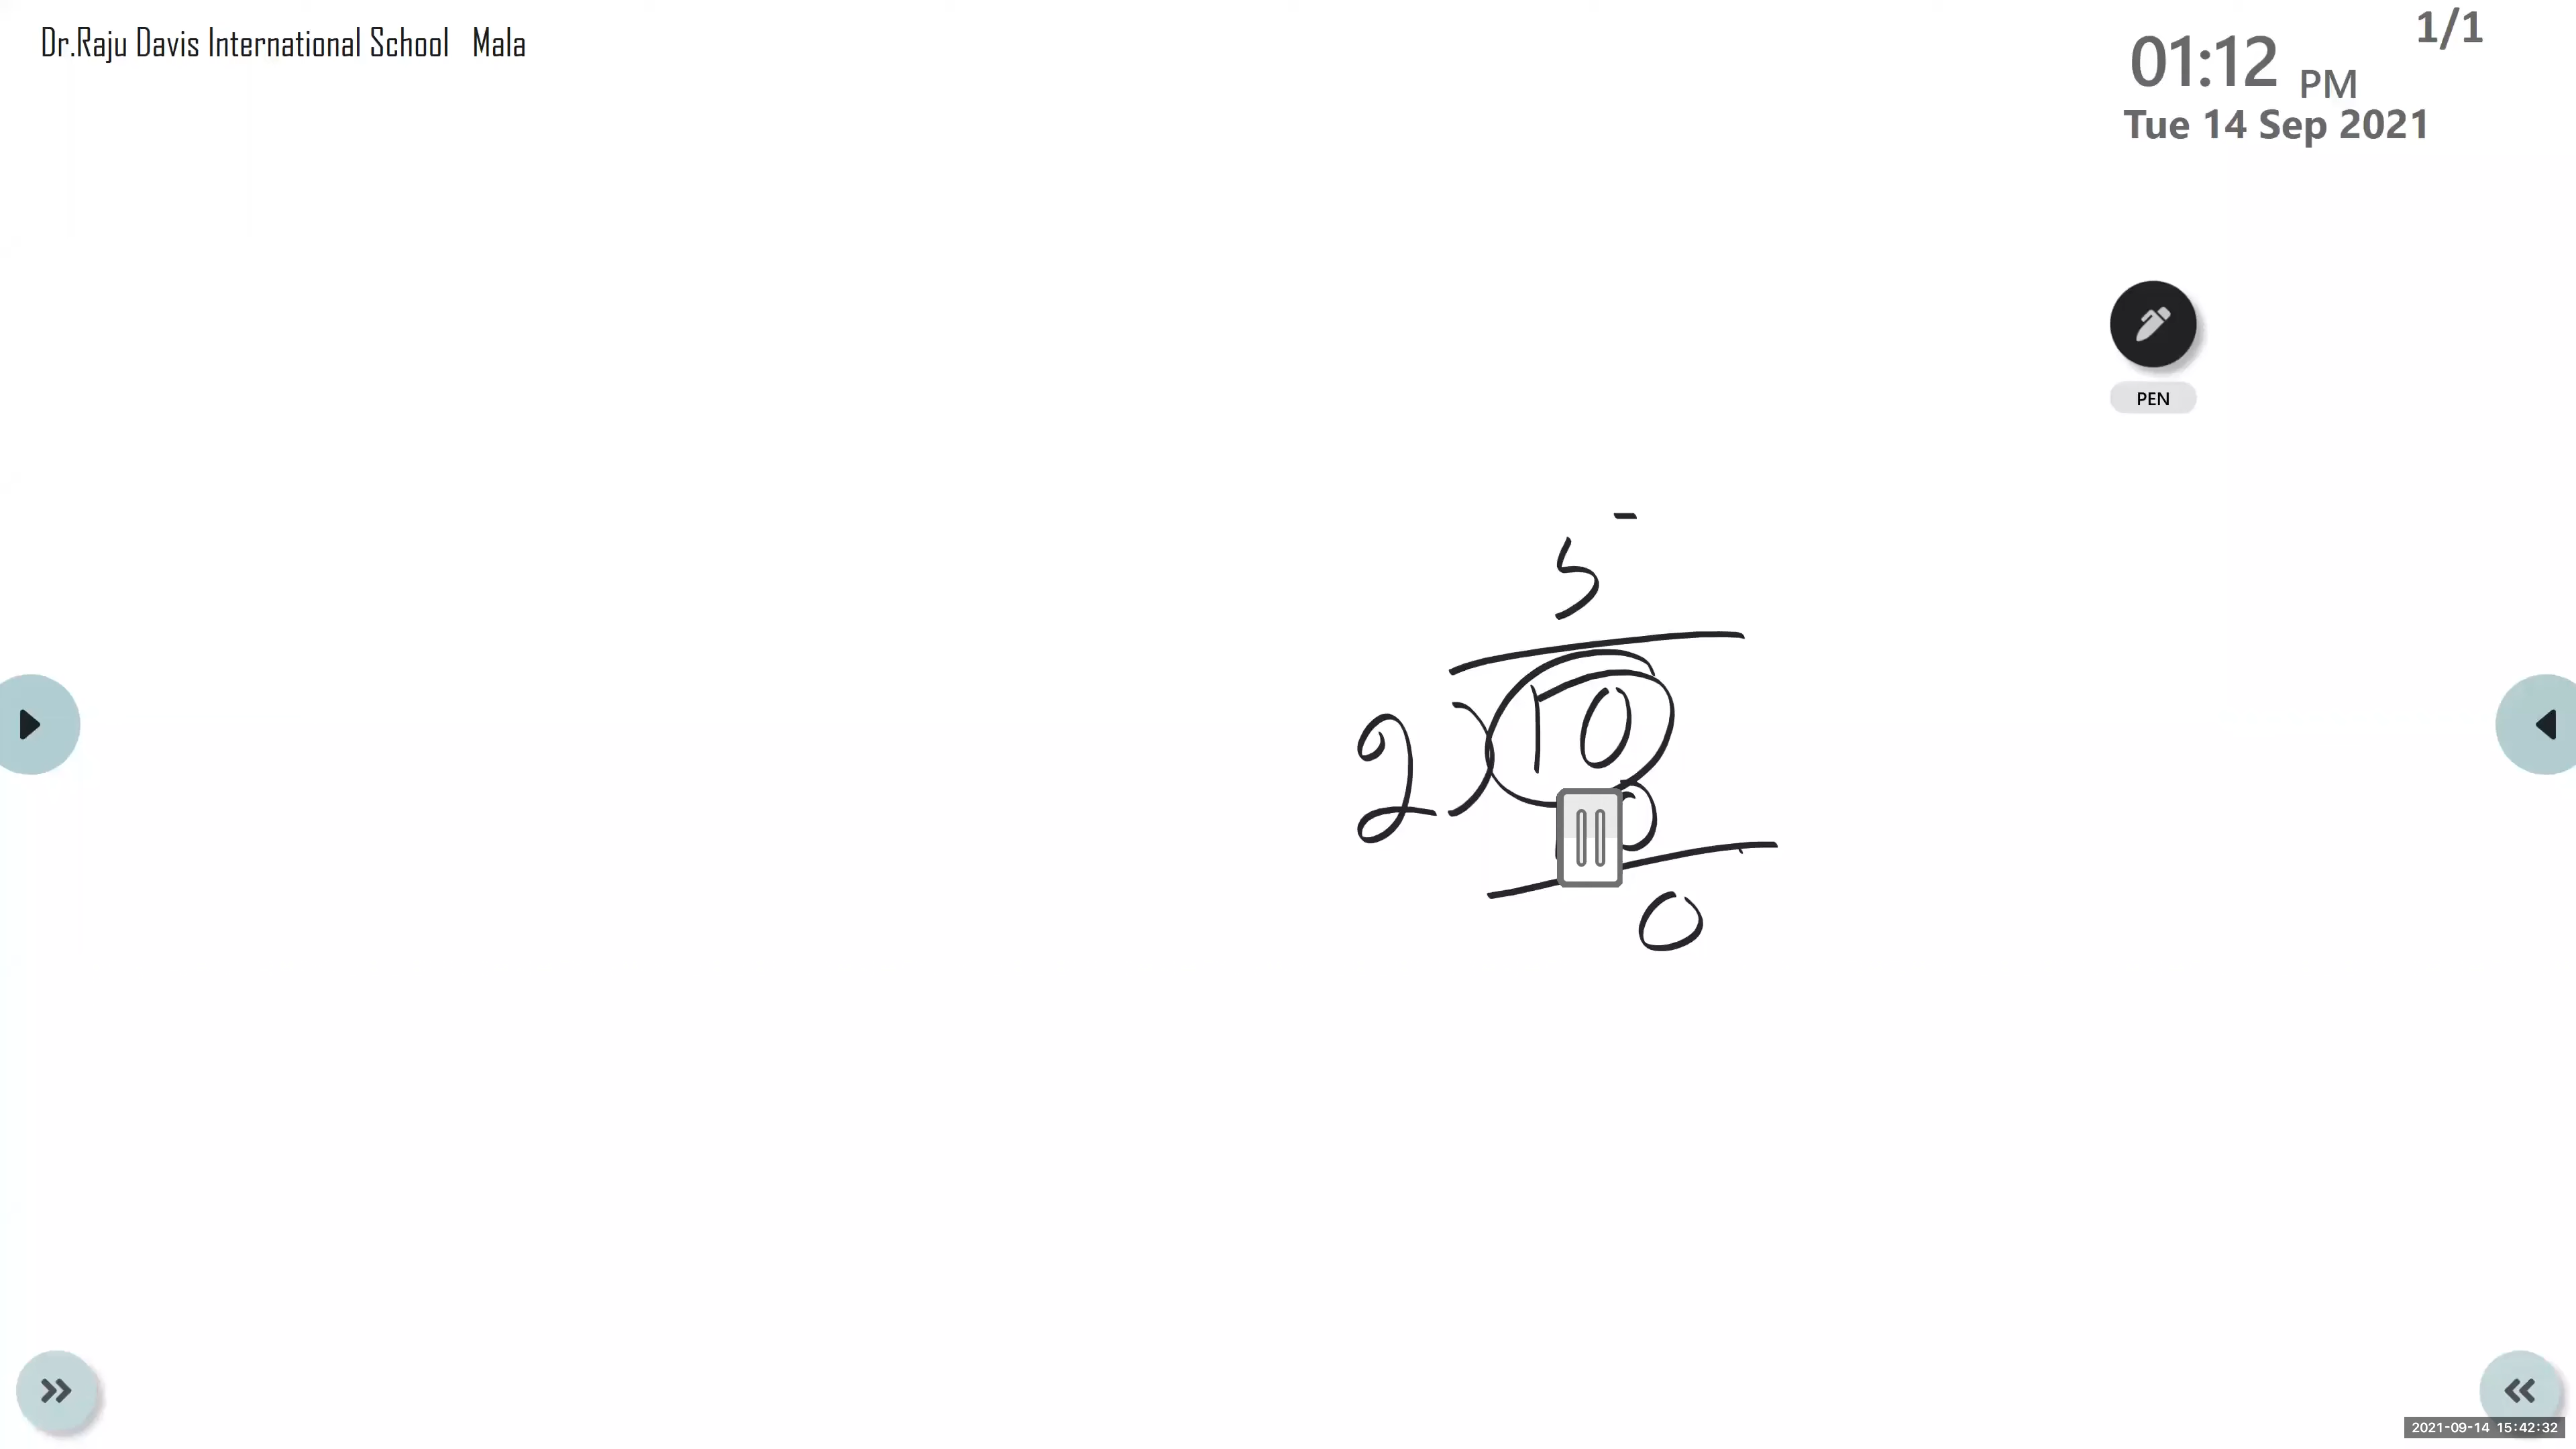 Dr.Raju Davis International School Mala
1/1
01:12 PM
Tue 14 Sep 2021
PEN
5
2)10
0
2021-09-14 15:42:32